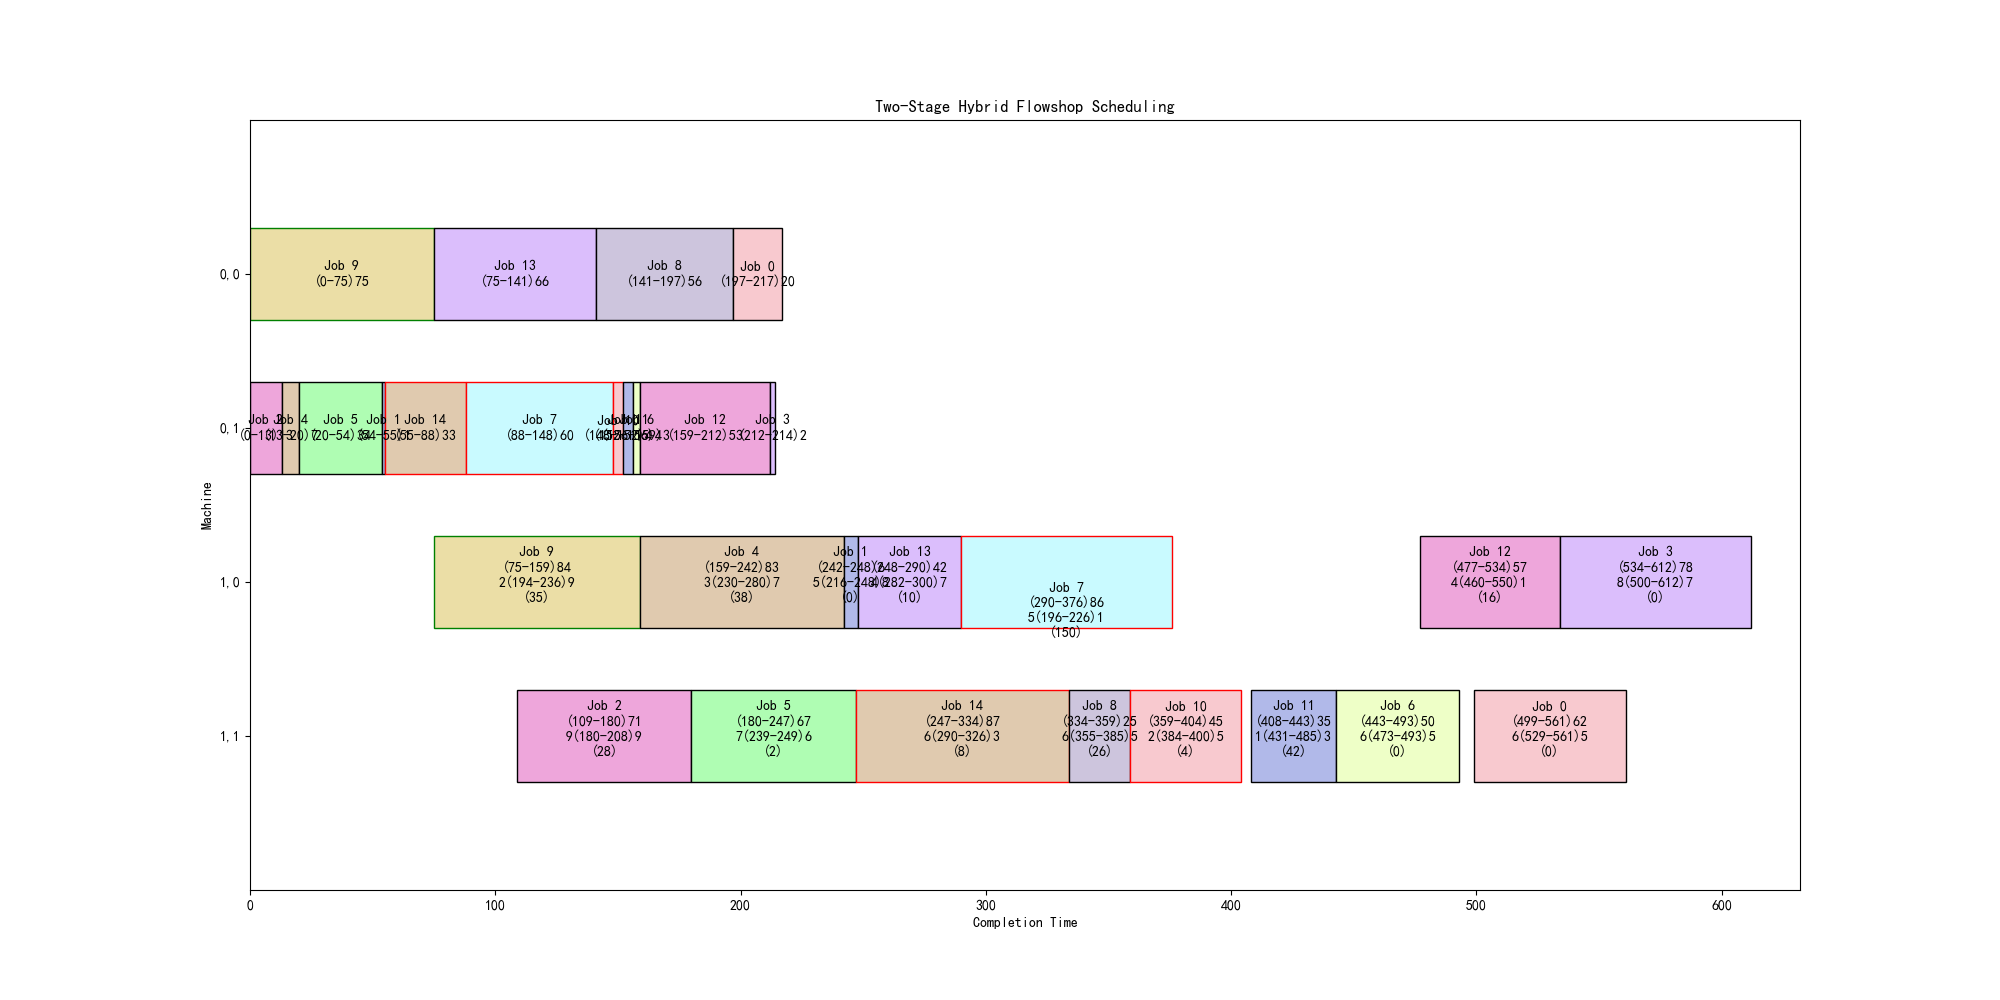 Two-Stage Hybrid Flowshop Scheduling
0,0
Job 9
(0-75)75
Job 13
(75-141)66
Job 8
(141-197)56
Job 0
(197-217)20
0,1
Job 4
Job 5
(20-54)34
Job 1
(54-55)1
Job 14
(55-88)33
Job 7
(88-148)60
Job 12
(159-212)53
Job 3
(212-214)2
Machine
1,0
Job 9
(75-159)84
2(194-236)9
(35)
Job 4
(159-242)83
3(230-280)7
(38)
Job 1
(242-248)6
5(216-248)8
(0)
Job 13
(248-290)42
4(282-300)7
(10)
Job 7
(290-376)86
5(196-226)1
(150)
Job 12
(477-534)57
4(460-550)1
(16)
Job 3
(534-612)78
8(500-612)7
(0)
1,1
Job 2
(109-180)71
9(180-208)9
(28)
Job 5
(180-247)67
7(239-249)6
(2)
Job 14
(247-334)87
6(290-326)3
(8)
Job 8
(334-359)25
6(355-385)5
(26)
Job 10
(359-404)45
2(384-400)5
(4)
Job 11
(408-443)35
1(431-485)3
(42)
Job 6
(443-493)50
6(473-493)5
(0)
Job 0
(499-561)62
6(529-561)5
(0)
0
100
200
300
400
500
600
Completion Time